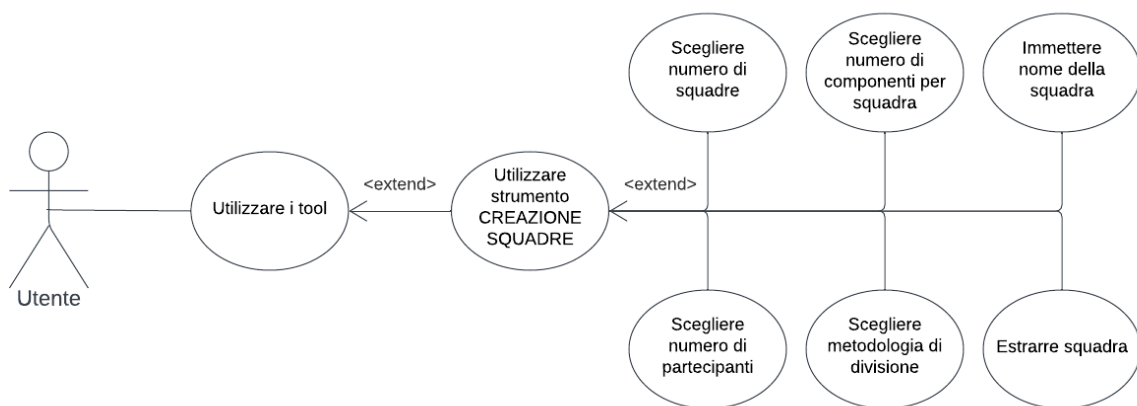 Scegliere
numero di
squadre
Scegliere
numero di
componenti per
squadra
Immettere
nome della
squadra
Utente
Utilizzare i tool
<extend>
Utilizzare
strumento
CREAZIONE
SQUADRE
<extend>
Scegliere
numero di
partecipanti
Scegliere
metodologia di
divisione
Estrarre squadra